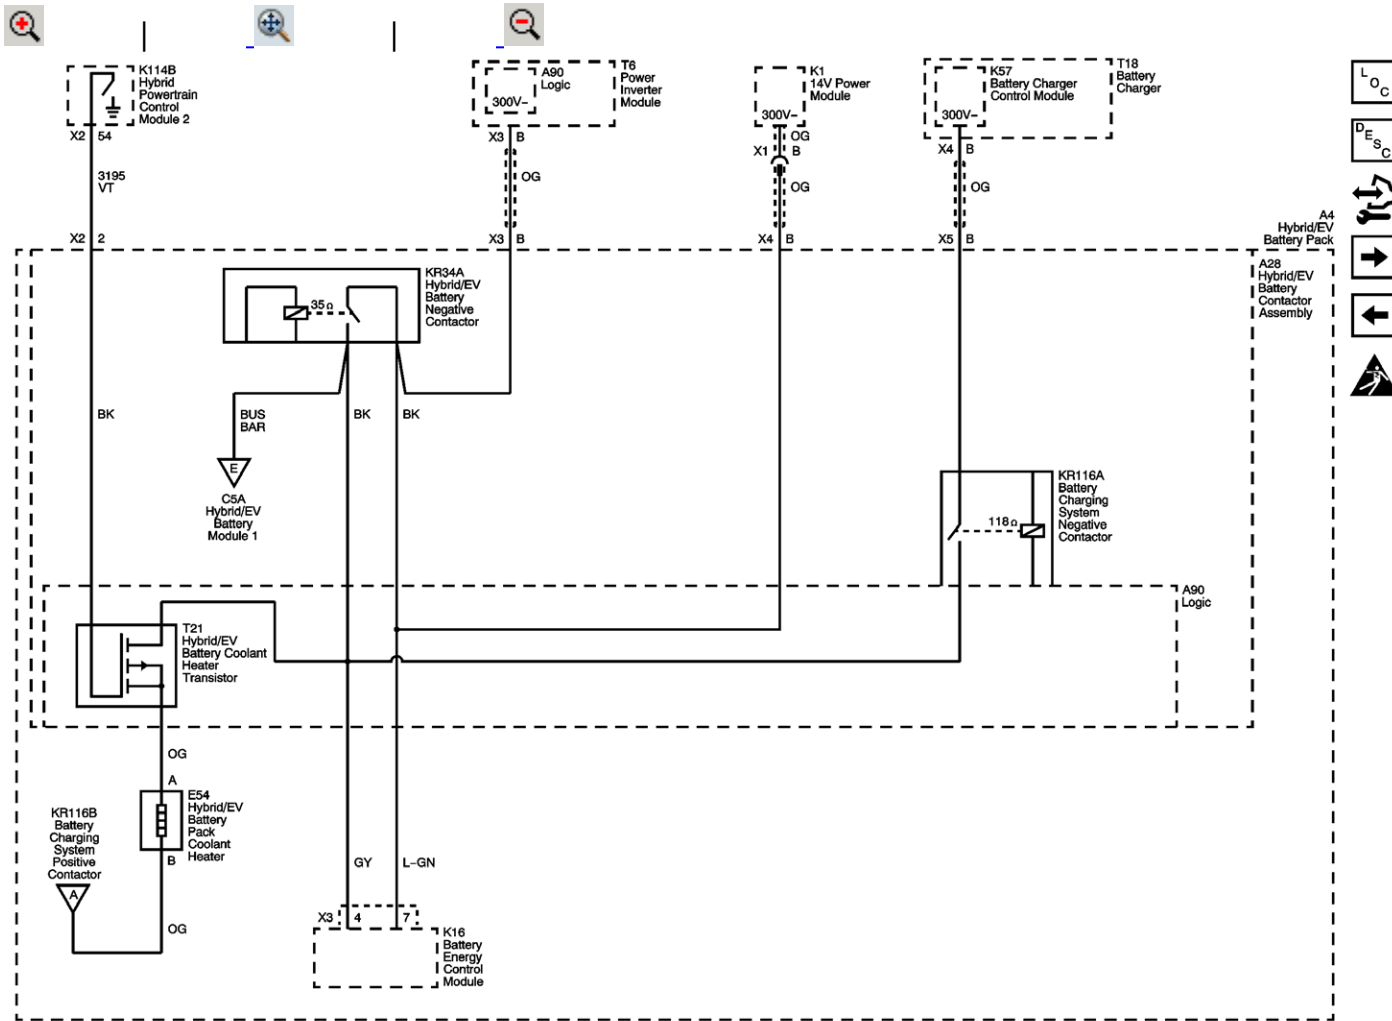 K114B
Hybrid
Powertrain
Control
Module 2
X2 54
3195
VT
X2 2
T6
Power
Inverter
Module
A90
Logic
300V–
X3 B
OG
X3 B
K1
14V Power
Module
300V–
OG
X1 B
OG
X4 B
T18
Battery
Charger
K57
Battery Charger
Control Module
300V–
X4 B
OG
X5 B
L
O
C
D
E
S
C
A4
Hybrid/EV
Battery Pack
A28
Hybrid/EV
Battery
Contactor
Assembly
KR34A
Hybrid/EV
Battery
Negative
Contactor
35 Ω
BK
BUS
BAR
BK
BK
E
C5A
Hybrid/EV
Battery
Module 1
KR116A
Battery
Charging
System
Negative
Contactor
118 Ω
A90
Logic
T21
Hybrid/EV
Battery Coolant
Heater
Transistor
OG
A
E54
Hybrid/EV
Battery
Pack
Coolant
Heater
B
KR116B
Battery
Charging
System
Positive
Contactor
A
OG
GY
L–GN
X3 4 7
K16
Battery
Energy
Control
Module